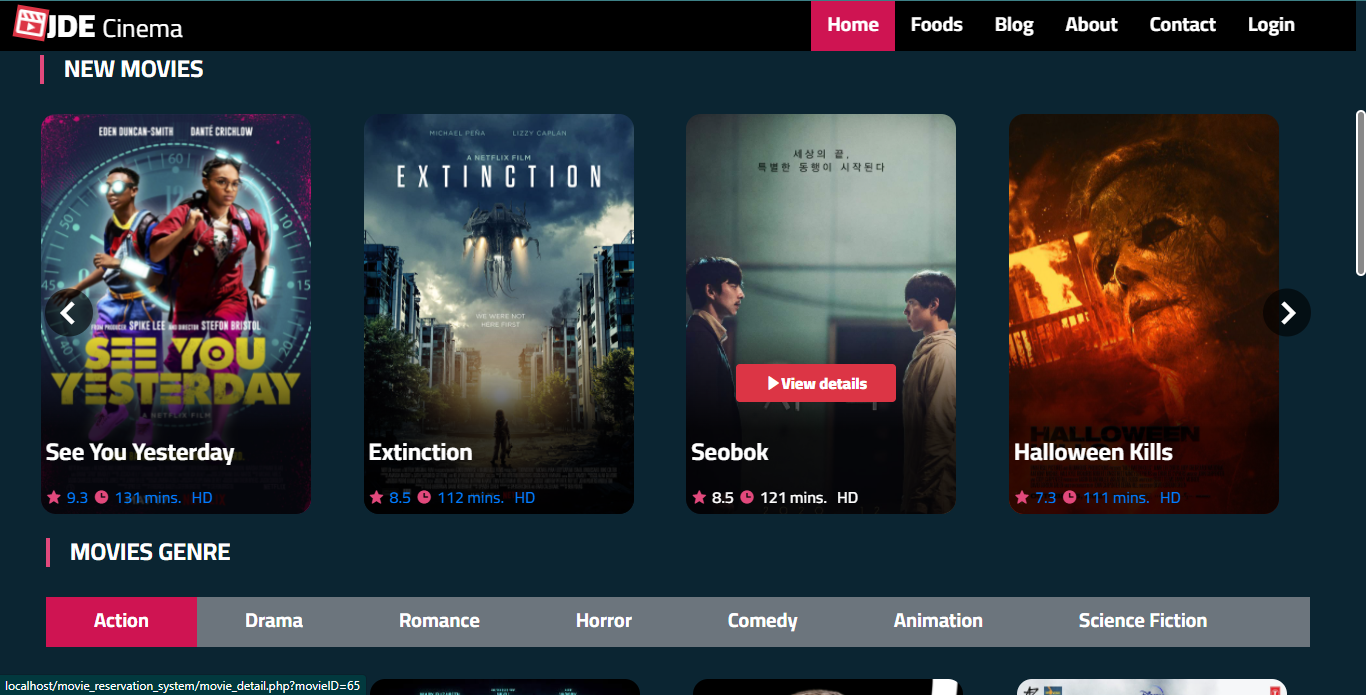 JDE Cinema
Home Foods Blog About Contact Login
NEW MOVIES
EDEN DUNCAN-SMITH DANTÉ CRICHLOW
60
50
45
15
20
FROM PRODUCER SPIKE LEE AND DIRECTOR STEFON BRISTOL
SEE YOU
YESTERDAY
A NETFLIX FILM
See You Yesterday
9.3 131 mins. HD
MICHAEL PEÑA LIZZY CAPLAN
A NETFLIX FILM
EXTINCTION
WE WERE NOT
HERE FIRST
Extinction
8.5 112 mins. HD
세상의 끝,
특별한 동행이 시작된다
View details
Seobok
8.5 121 mins. HD
HALLOWEEN
Halloween Kills
7.3 111 mins. HD
MOVIES GENRE
Action Drama Romance Horror Comedy Animation Science Fiction
localhost/movie_reservation_system/movie_detail.php?movieID=65